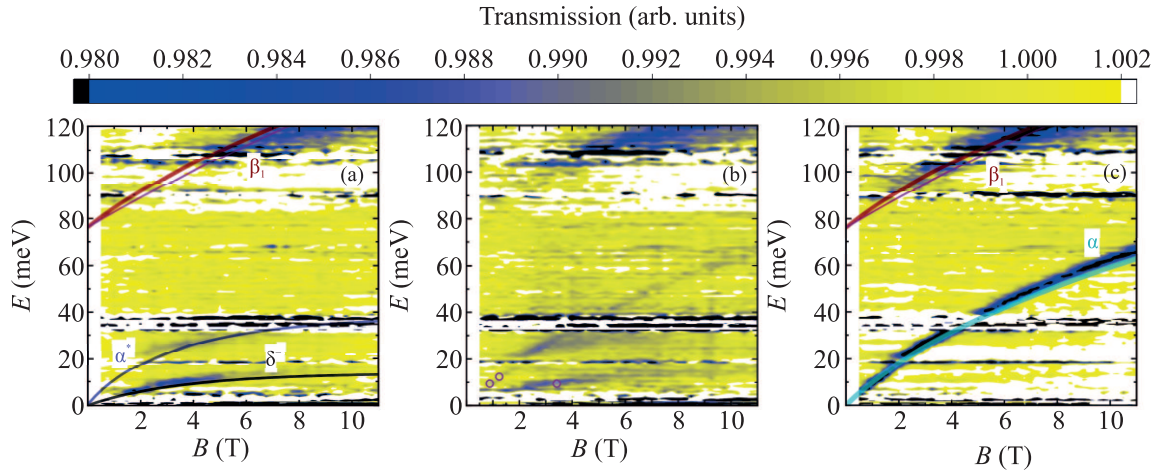 Transmission (arb. units)
0.980 0.982 0.984 0.986 0.988 0.990 0.992 0.994 0.996 0.998 1.000 1.002
120 120 120
(a) (b) (c)
β₁ β₁
100 100 100
80 80 80
E (meV) E (meV) E (meV)
α
60 60 60
40 40 40
α* δ⁻
20 20 20
0 0 0
2 4 6 8 10 2 4 6 8 10 2 4 6 8 10
B (T) B (T) B (T)